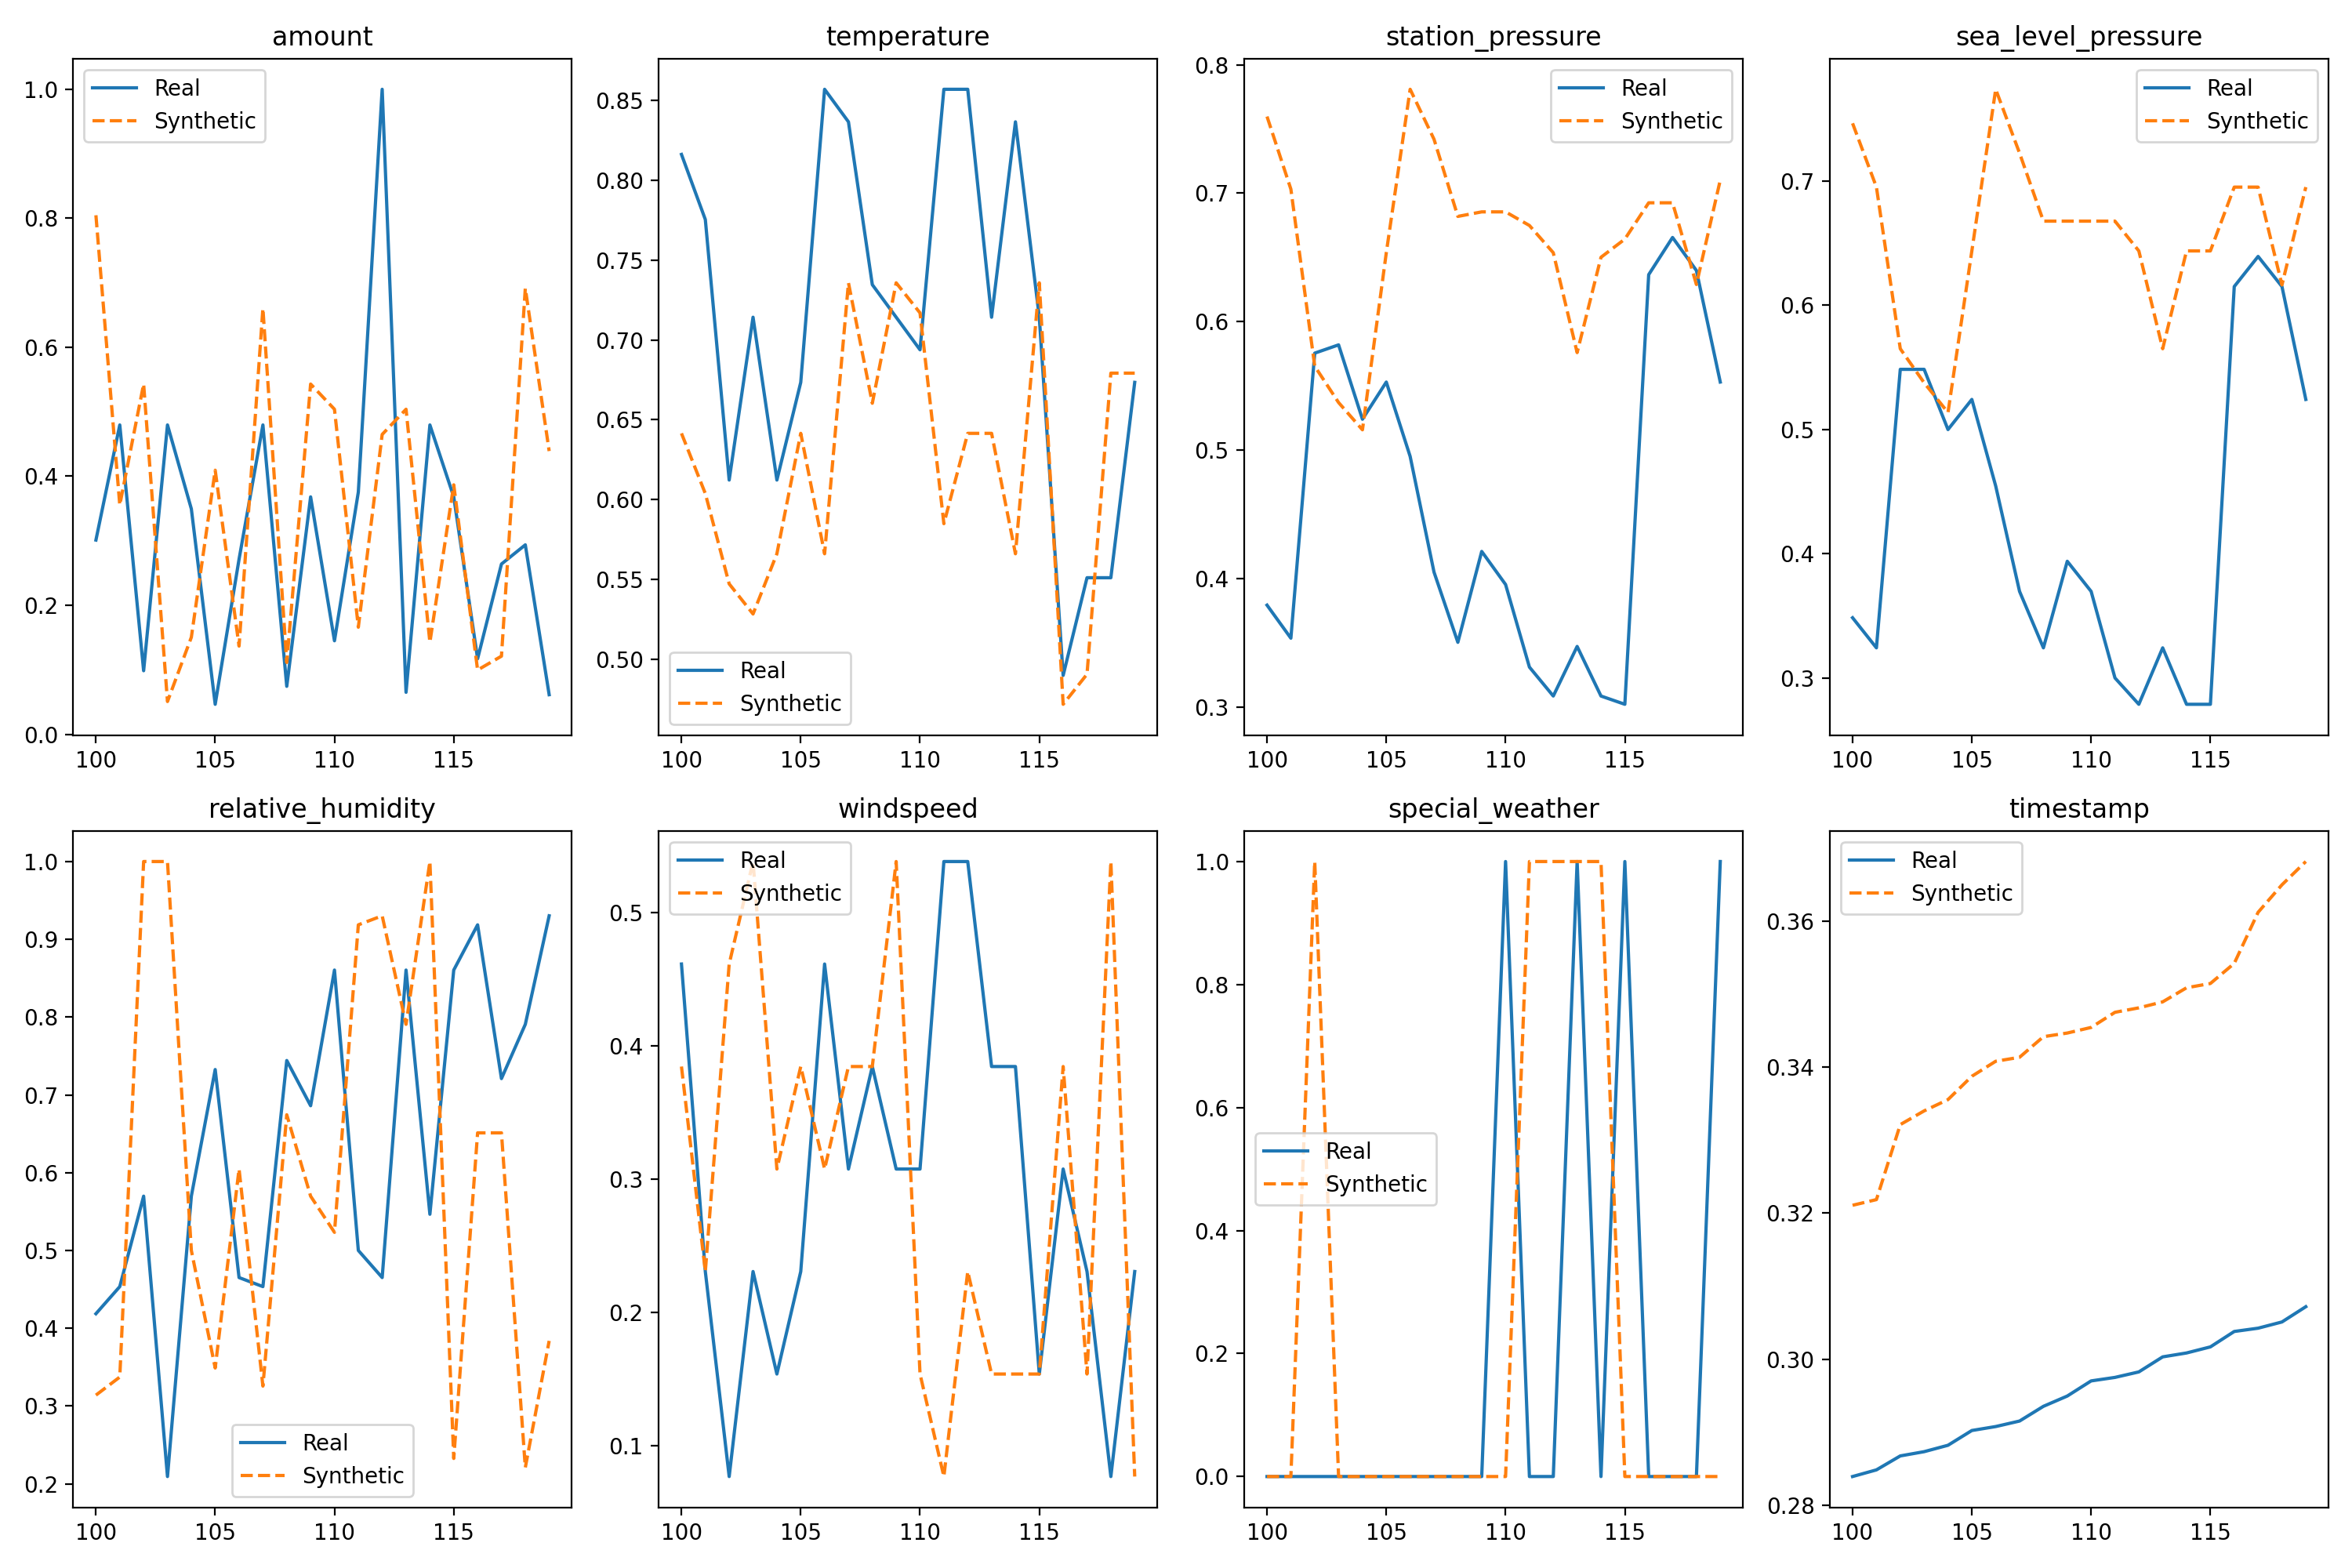 amount
1.0
0.8
0.6
0.4
0.2
0.0
100 105 110 115
Real
Synthetic
temperature
0.85
0.80
0.75
0.70
0.65
0.60
0.55
0.50
100 105 110 115
Real
Synthetic
station_pressure
0.8
0.7
0.6
0.5
0.4
0.3
100 105 110 115
Real
Synthetic
sea_level_pressure
0.7
0.6
0.5
0.4
0.3
100 105 110 115
Real
Synthetic
relative_humidity
1.0
0.9
0.8
0.7
0.6
0.5
0.4
0.3
0.2
100 105 110 115
Real
Synthetic
windspeed
0.5
0.4
0.3
0.2
0.1
100 105 110 115
Real
Synthetic
special_weather
1.0
0.8
0.6
0.4
0.2
0.0
100 105 110 115
Real
Synthetic
timestamp
0.36
0.34
0.32
0.30
0.28
100 105 110 115
Real
Synthetic